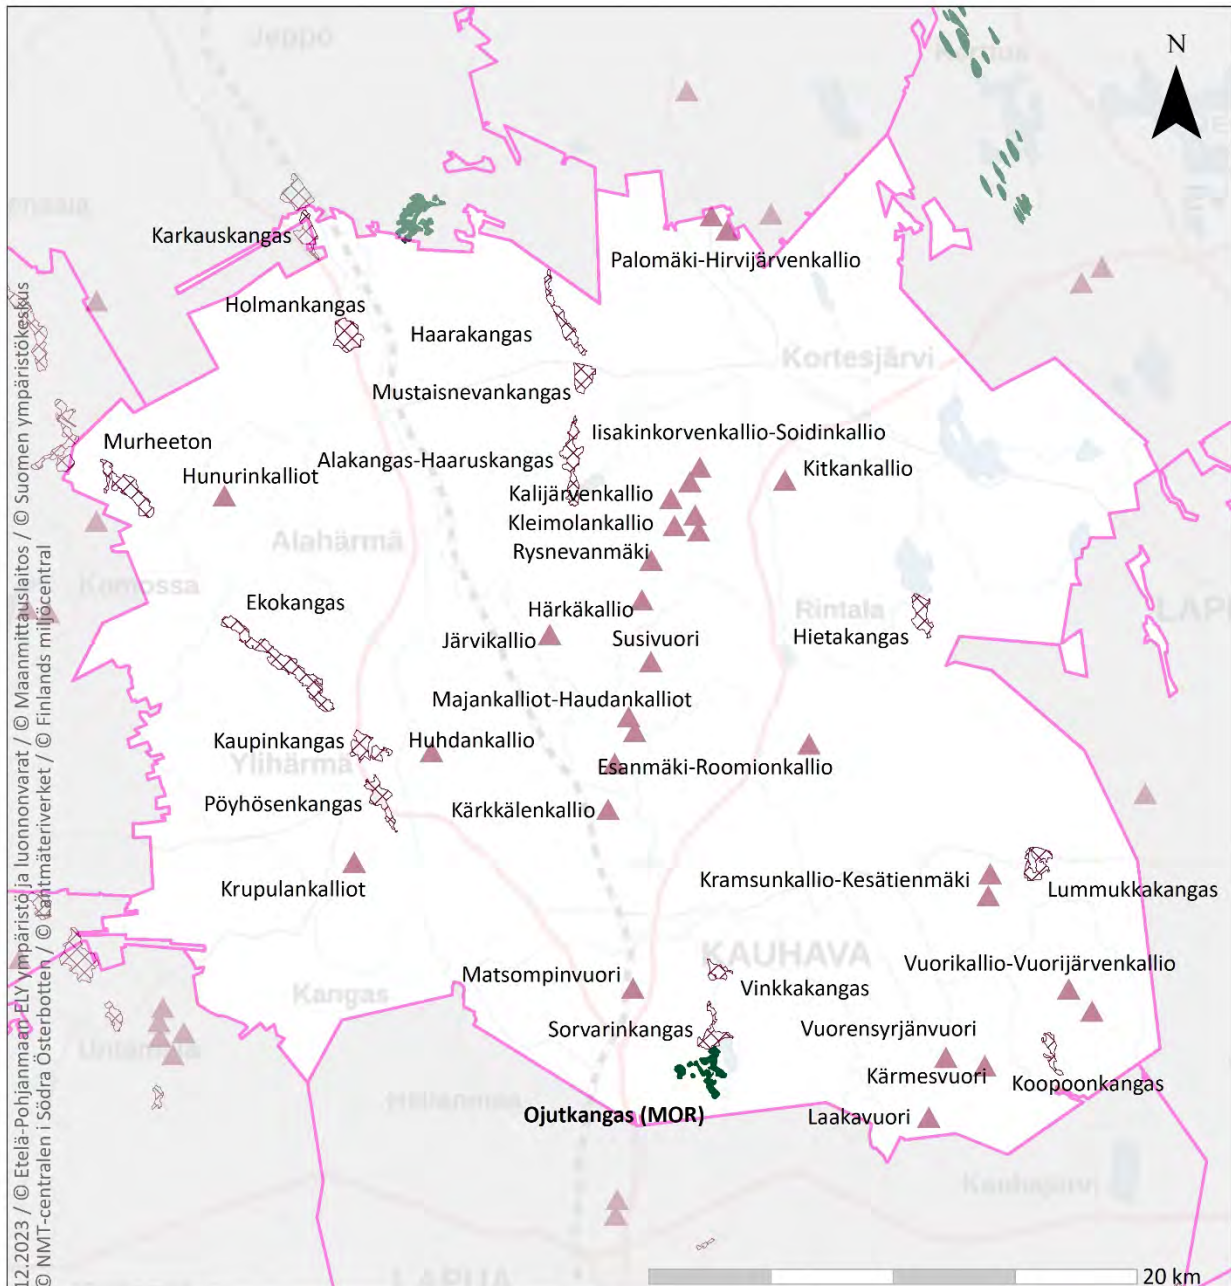 Jeppo
N
Karkauskangas
Palomäki-Hirvijärvenkallio
Holmankangas
Haarakangas
Kortesjärvi
Mustaisnevankangas
Iisakinkorvenkallio-Soidinkallio
Murheeton
Hunurinkalliot
Alakangas-Haaruskangas
Kitkankallio
Kalijärvenkallio
Kleimolankallio
Alahärmä
Rysnevanmäki
Komossa
Ekokangas
Härkäkallio
Rintala
Järvikallio
Susivuori
Hietakangas
Majankalliot-Haudankalliot
Kaupinkangas
Huhdankallio
Ylihärmä
Esanmäki-Roomionkallio
Pöyhösenkangas
Kärkkälenkallio
Krupulankalliot
Kramsunkallio-Kesätienmäki
Lummukkakangas
KAUHAVA
Vuorikallio-Vuorijärvenkallio
Matsompinvuori
Vinkkakangas
Kangas
Sorvarinkangas
Vuorensyrjänvuori
Kärmesvuori
Koopoonkangas
Ojutkangas (MOR)
Laakavuori
Kauhajärvi
LAPUA
20 km
12.2023 / © Etelä-Pohjanmaan ELY ympäristö ja luonnonvarat / © Maanmittauslaitos / © Suomen ympäristökeskus
© NMT-centralen i Södra Österbotten / © Lantmäteriverket / © Finlands miljöcentral